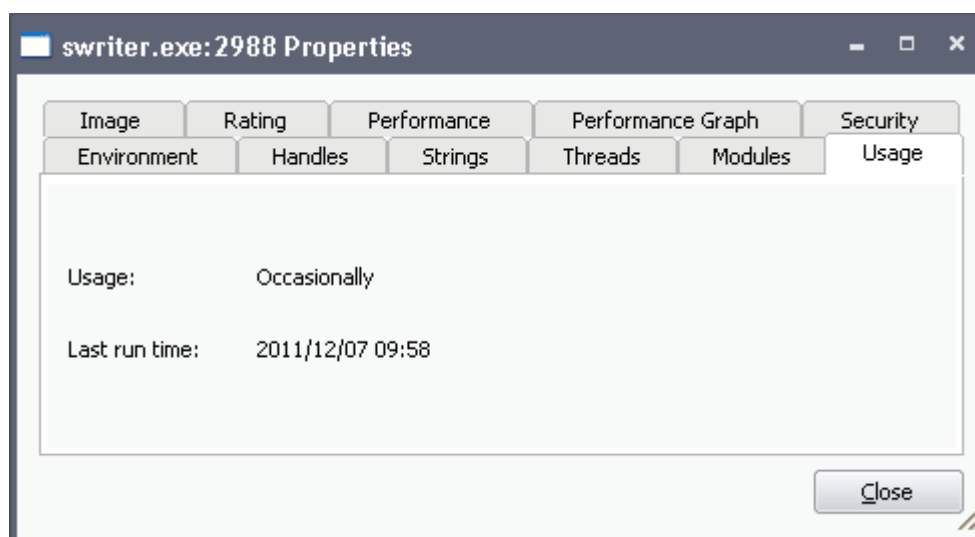 swriter.exe:2988 Properties
Image Rating Performance Performance Graph Security
Environment Handles Strings Threads Modules Usage
Usage: Occasionally
Last run time: 2011/12/07 09:58
Close